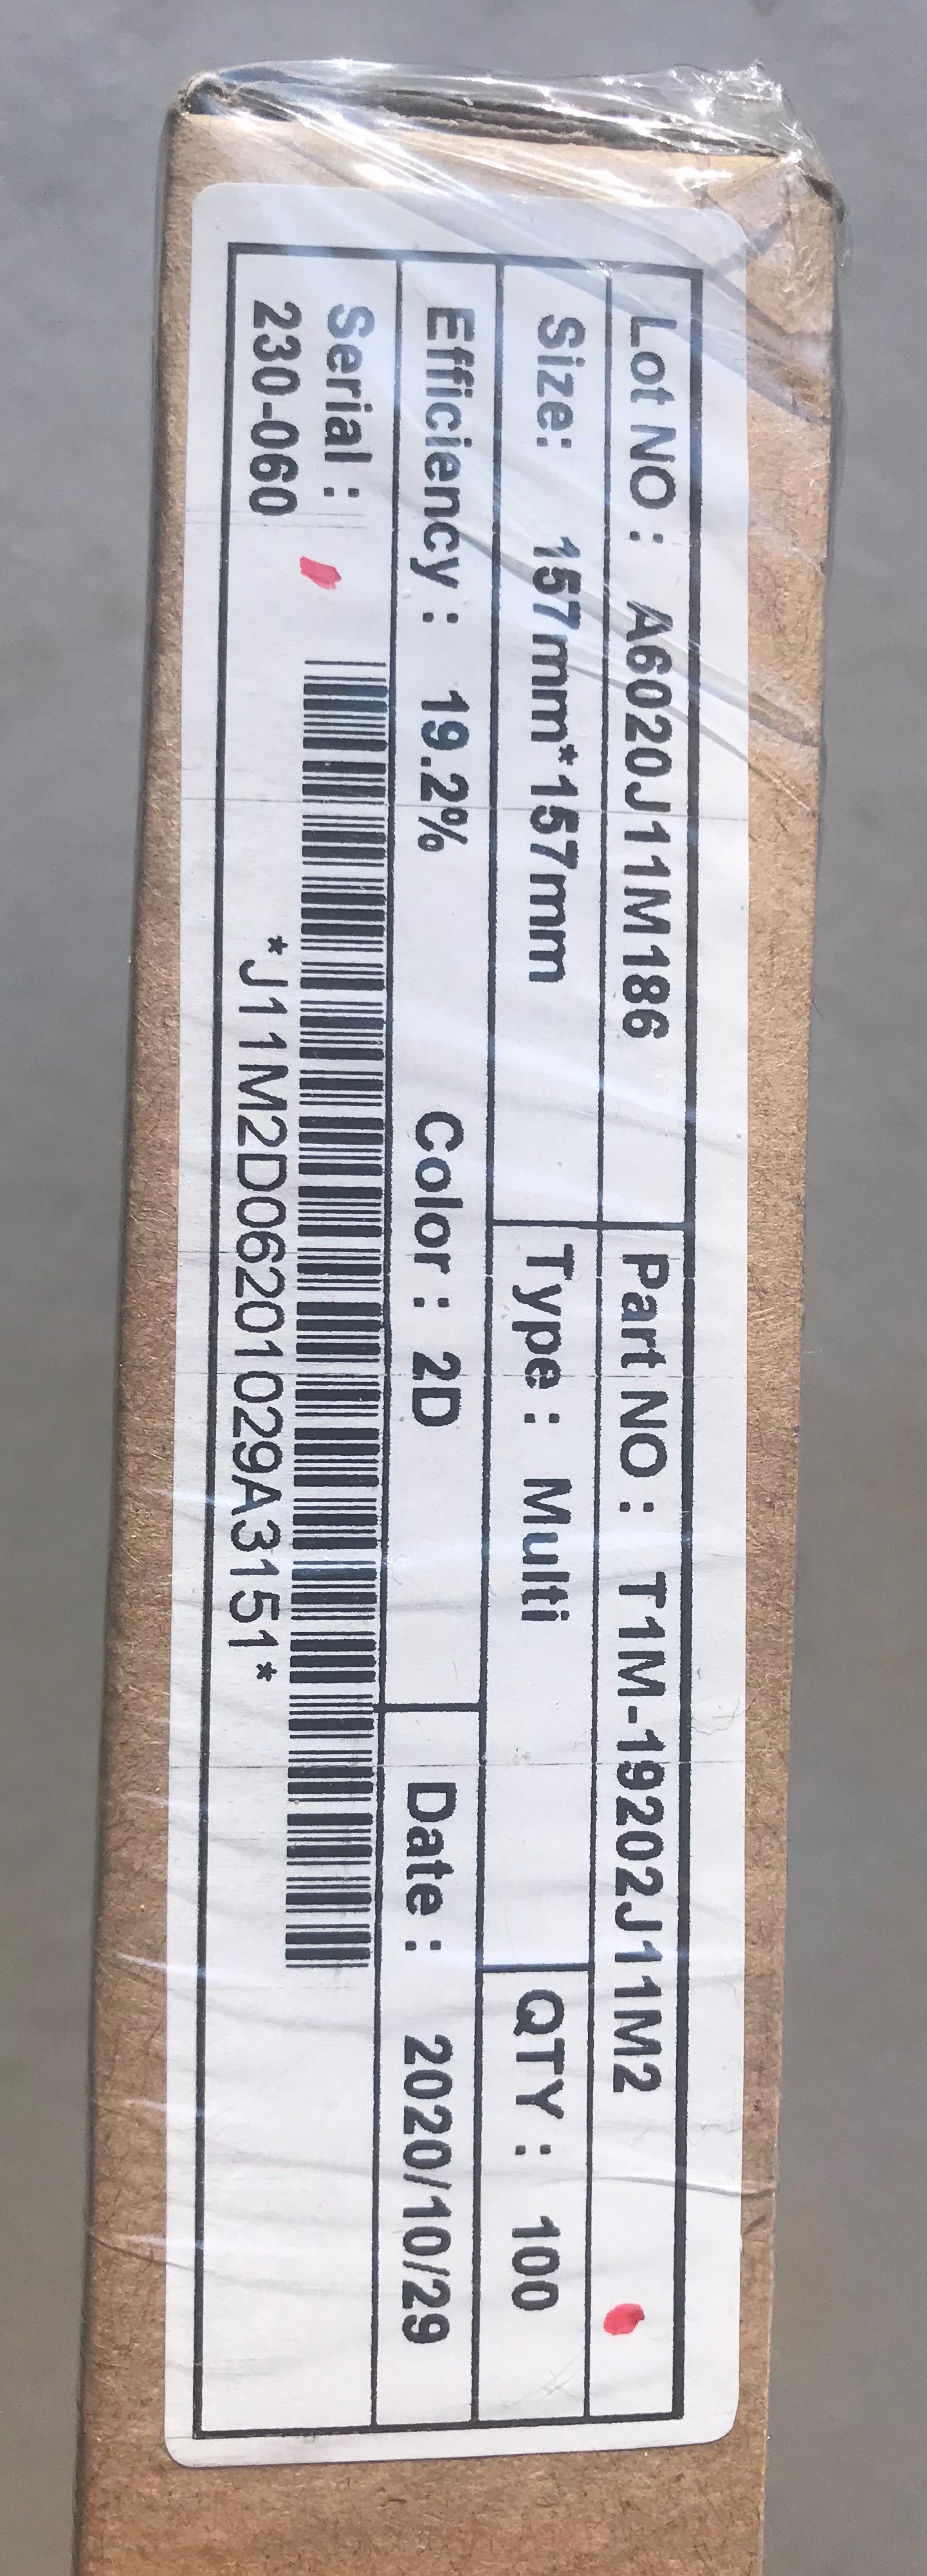 Lot NO : A6020J11M186 Part NO : T1M-19202J11M2
Size: 157mm*157mm Type : Multi QTY : 100
Efficiency : 19.2% Color : 2D Date : 2020/10/29
Serial :
230-060
*J11M2D06201029A3151*